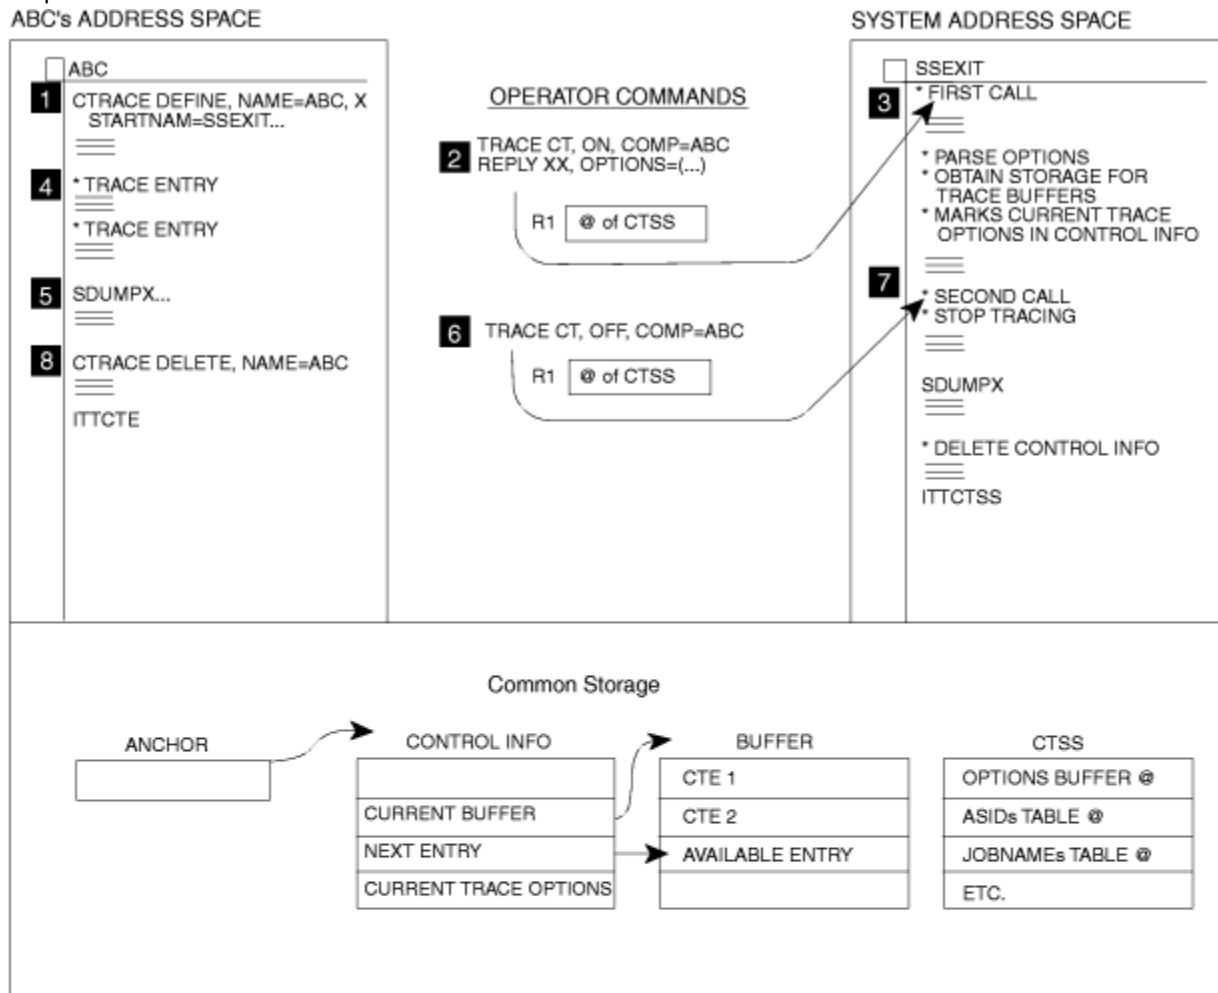 ABC's ADDRESS SPACE
ABC
1
CTRACE DEFINE, NAME=ABC, X
STARTNAM=SSEXIT...
4
* TRACE ENTRY
* TRACE ENTRY
5
SDUMPX...
8
CTRACE DELETE, NAME=ABC
ITTCTE
OPERATOR COMMANDS
2
TRACE CT, ON, COMP=ABC
REPLY XX, OPTIONS=(...)
R1
@ of CTSS
6
TRACE CT, OFF, COMP=ABC
R1
@ of CTSS
SYSTEM ADDRESS SPACE
SSEXIT
3
* FIRST CALL
* PARSE OPTIONS
* OBTAIN STORAGE FOR
TRACE BUFFERS
* MARKS CURRENT TRACE
OPTIONS IN CONTROL INFO
7
* SECOND CALL
* STOP TRACING
SDUMPX
* DELETE CONTROL INFO
ITTCTSS
Common Storage
ANCHOR
CONTROL INFO
CURRENT BUFFER
NEXT ENTRY
CURRENT TRACE OPTIONS
BUFFER
CTE 1
CTE 2
AVAILABLE ENTRY
CTSS
OPTIONS BUFFER @
ASIDs TABLE @
JOBNAMEs TABLE @
ETC.